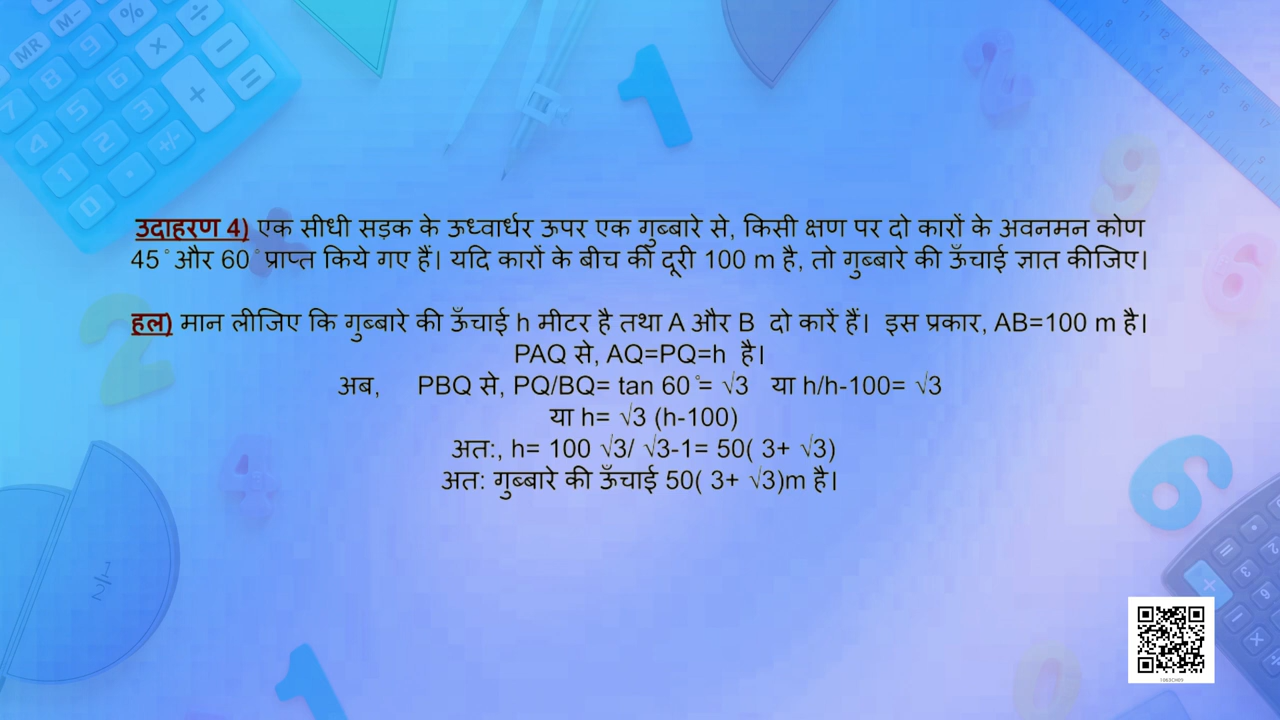 उदाहरण 4) एक सीधी सड़क के ऊध्वार्धर ऊपर एक गुब्बारे से, किसी क्षण पर दो कारों के अवनमन कोण
45˚और 60˚प्राप्त किये गए हैं। यदि कारों के बीच की दूरी 100 m है, तो गुब्बारे की ऊँचाई ज्ञात कीजिए।
हल) मान लीजिए कि गुब्बारे की ऊँचाई h मीटर है तथा A और B दो कारें हैं। इस प्रकार, AB=100 m है।
PAQ से, AQ=PQ=h है।
अब, PBQ से, PQ/BQ= tan 60˚= √3 या h/h-100= √3
या h= √3 (h-100)
अत:, h= 100 √3/ √3-1= 50( 3+ √3)
अत: गुब्बारे की ऊँचाई 50( 3+ √3)m है।